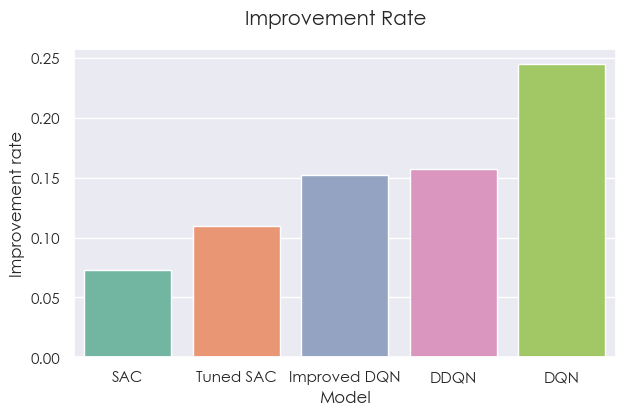 Improvement Rate
Improvement rate
0.25
0.20
0.15
0.10
0.05
0.00
SAC
Tuned SAC
Improved DQN
DDQN
DQN
Model